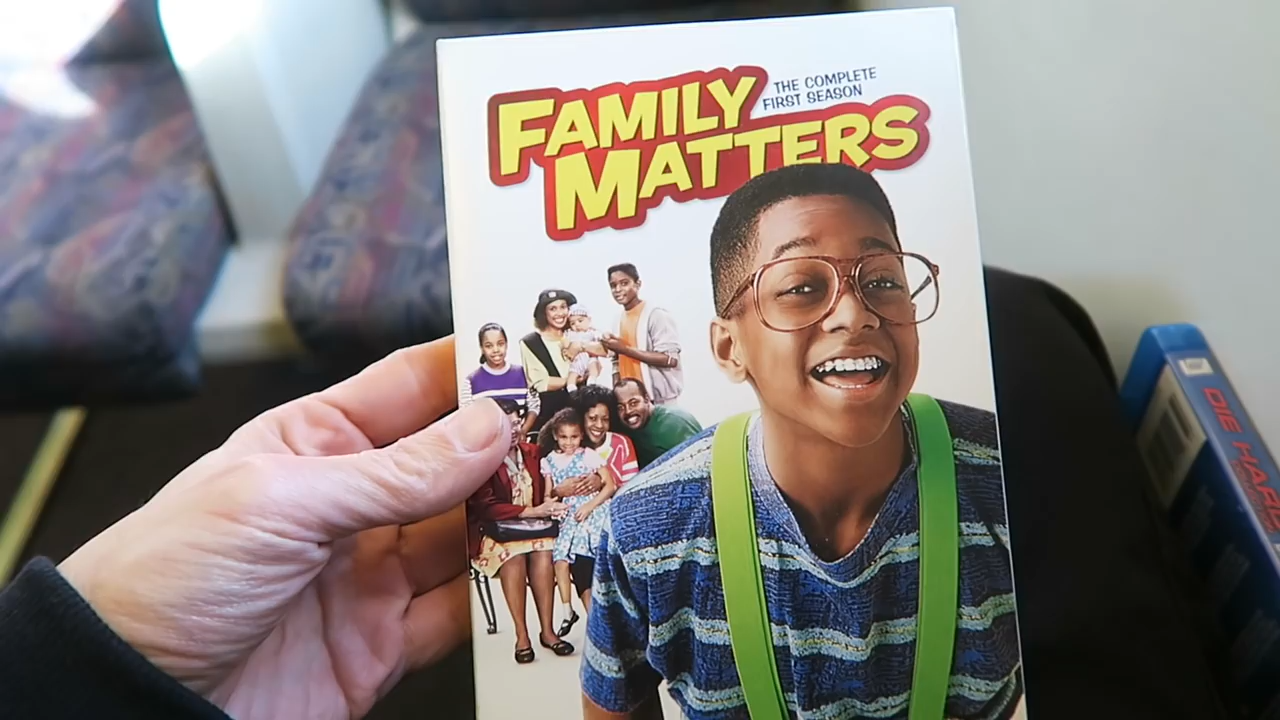 FAMILY
MATTERS
THE COMPLETE
FIRST SEASON
DIE HARD